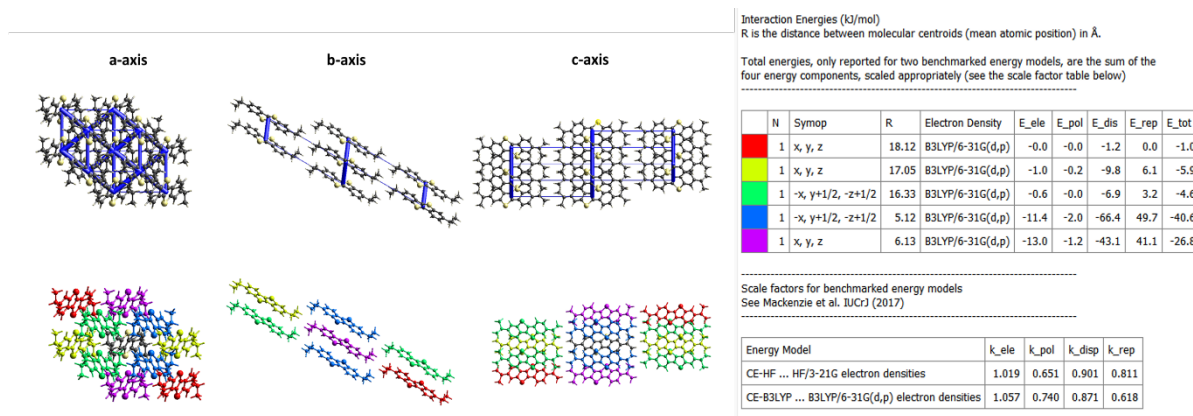 a-axis
b-axis
c-axis
Interaction Energies (kJ/mol)
R is the distance between molecular centroids (mean atomic position) in Å.
Total energies, only reported for two benchmarked energy models, are the sum of the
four energy components, scaled appropriately (see the scale factor table below)
N Symop R Electron Density E_ele E_pol E_dis E_rep E_tot
1 x, y, z 18.12 B3LYP/6-31G(d,p) -0.0 -0.0 -1.2 0.0 -1.0
1 x, y, z 17.05 B3LYP/6-31G(d,p) -1.0 -0.2 -9.8 6.1 -5.9
1 -x, y+1/2, -z+1/2 16.33 B3LYP/6-31G(d,p) -0.6 -0.0 -6.9 3.2 -4.6
1 -x, y+1/2, -z+1/2 5.12 B3LYP/6-31G(d,p) -11.4 -2.0 -66.4 49.7 -40.6
1 x, y, z 6.13 B3LYP/6-31G(d,p) -13.0 -1.2 -43.1 41.1 -26.8
Scale factors for benchmarked energy models
See Mackenzie et al. IUCrJ (2017)
Energy Model k_ele k_pol k_disp k_rep
CE-HF ... HF/3-21G electron densities 1.019 0.651 0.901 0.811
CE-B3LYP ... B3LYP/6-31G(d,p) electron densities 1.057 0.740 0.871 0.618